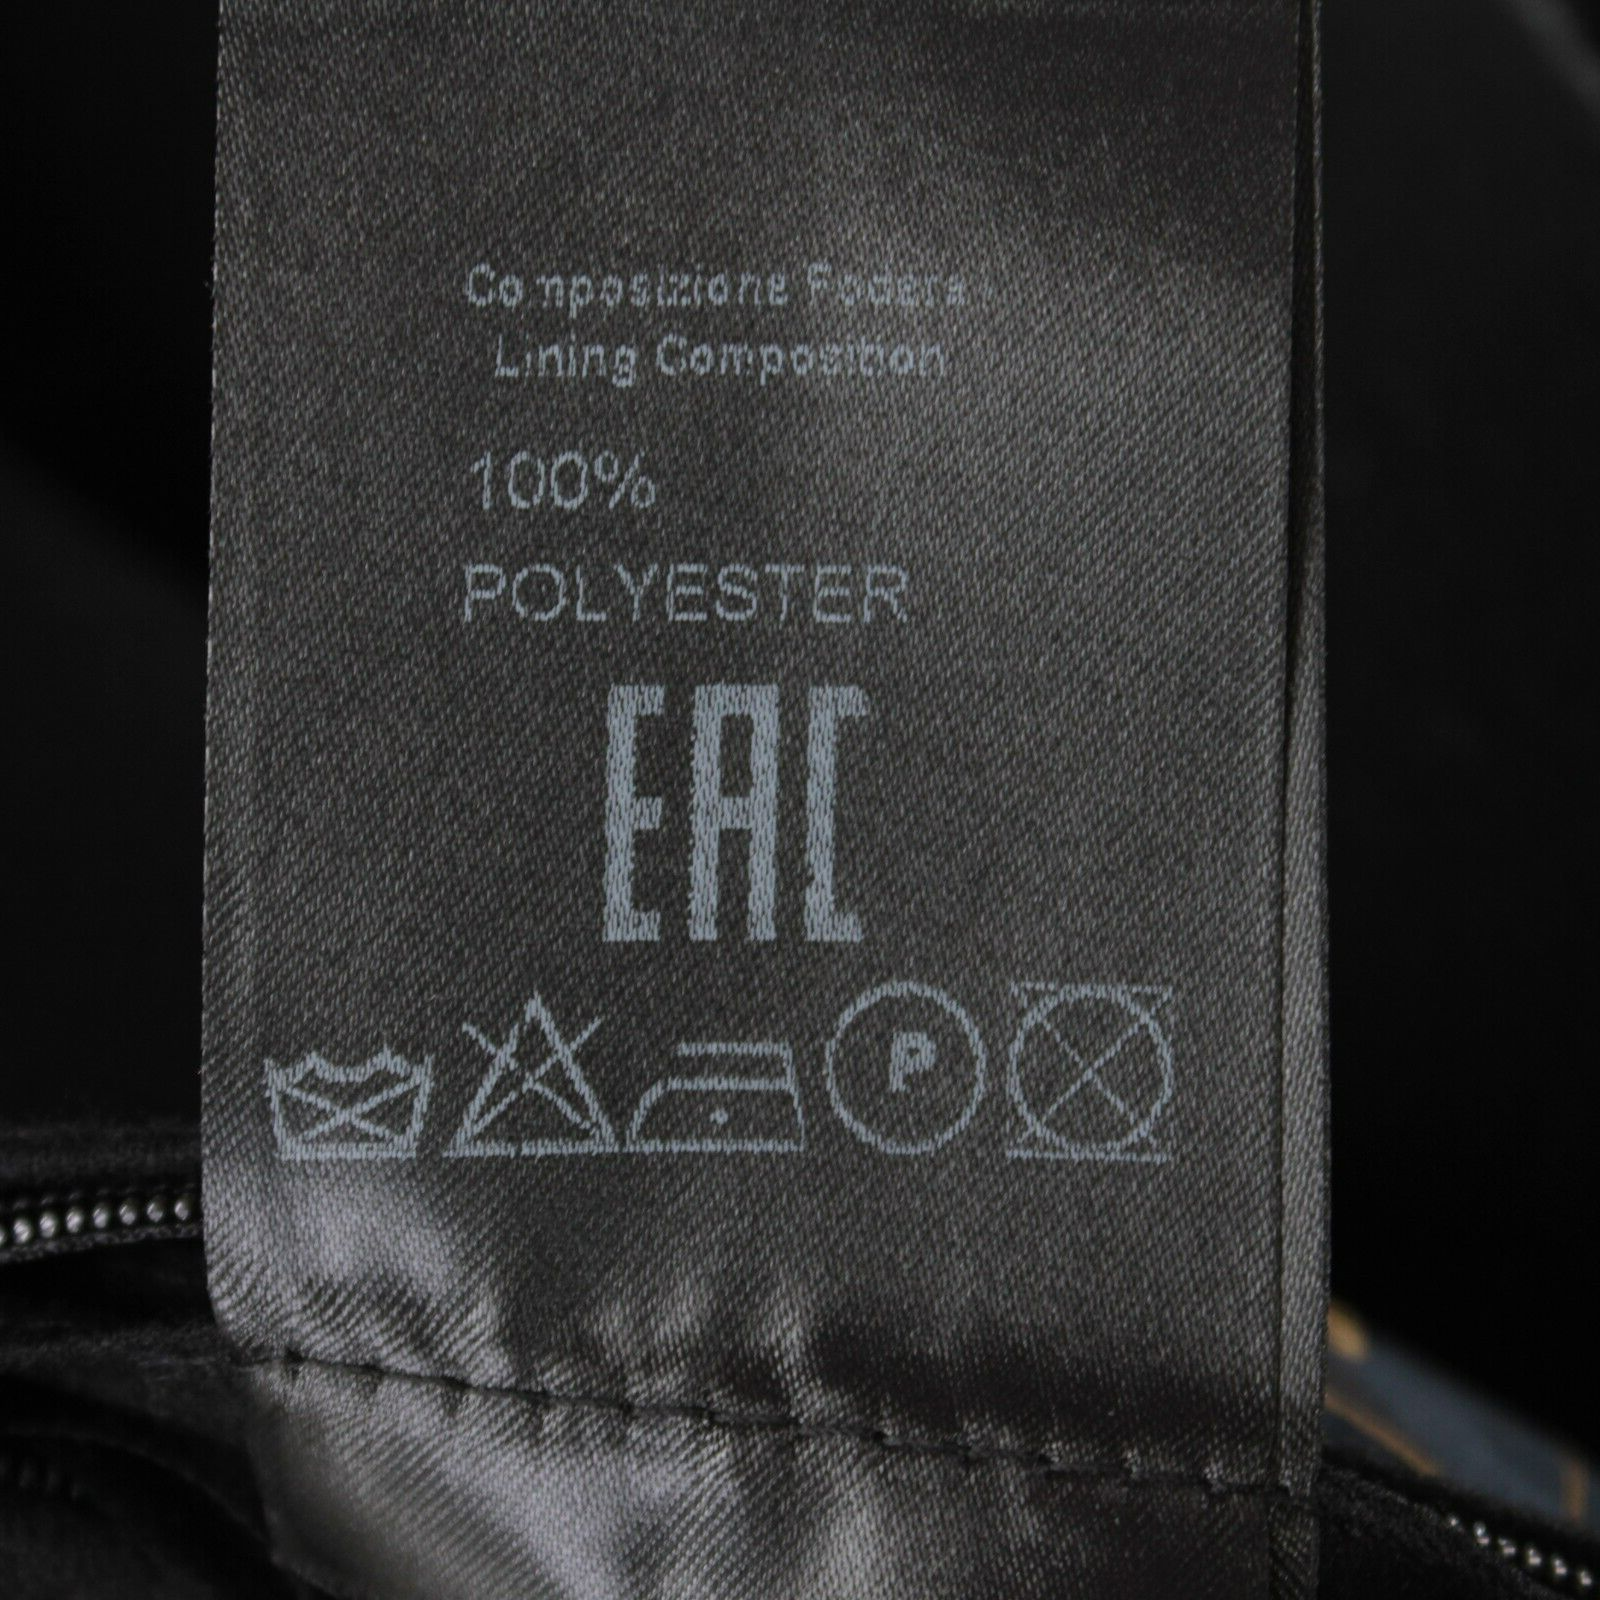 Composizione Fodera
Lining Composition
100%
POLYESTER
EAC
P